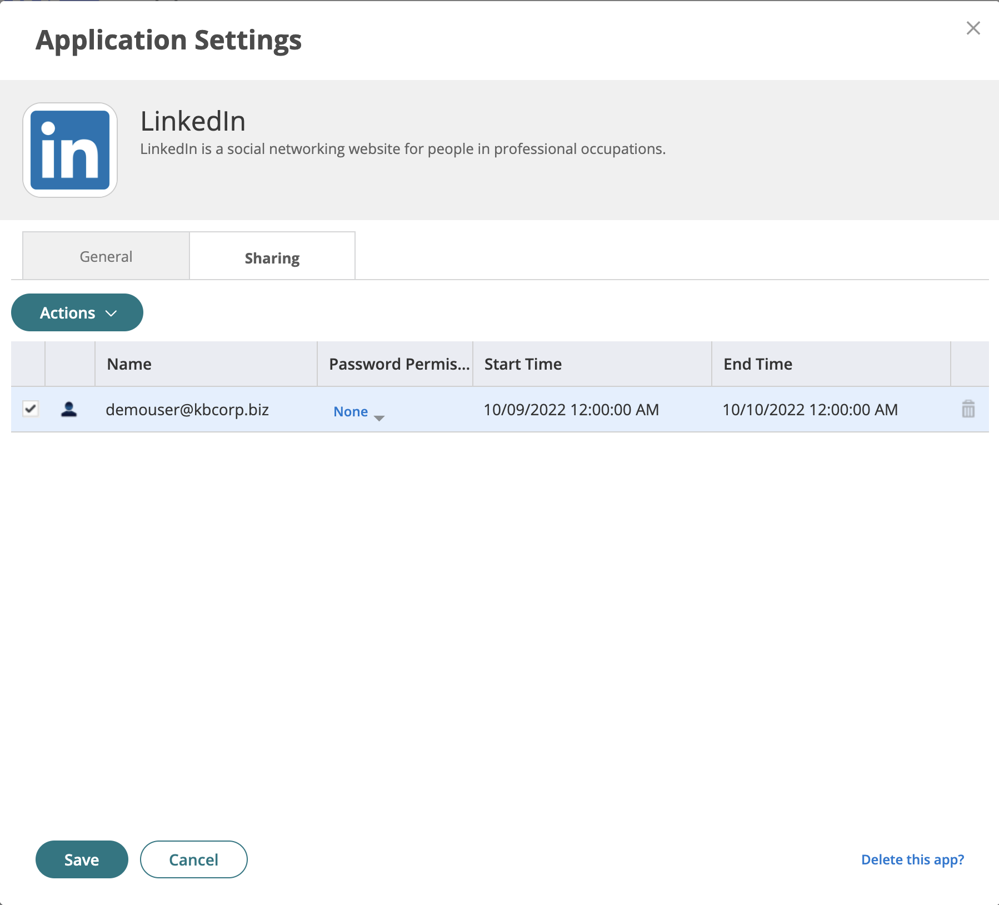 Application Settings
in
LinkedIn
LinkedIn is a social networking website for people in professional occupations.
General
Sharing
Actions
Name
Password Permis...
Start Time
End Time
demouser@kbcorp.biz
None
10/09/2022 12:00:00 AM
10/10/2022 12:00:00 AM
Save
Cancel
Delete this app?